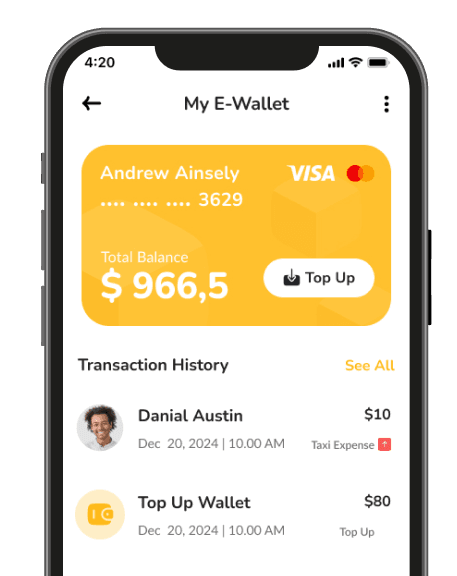 4:20
My E-Wallet
Andrew Ainsely VISA
.... .... .... 3629
Total Balance
$ 966,5
Top Up
Transaction History See All
Danial Austin $10
Dec 20, 2024 | 10.00 AM Taxi Expense
Top Up Wallet $80
Dec 20, 2024 | 10.00 AM Top Up